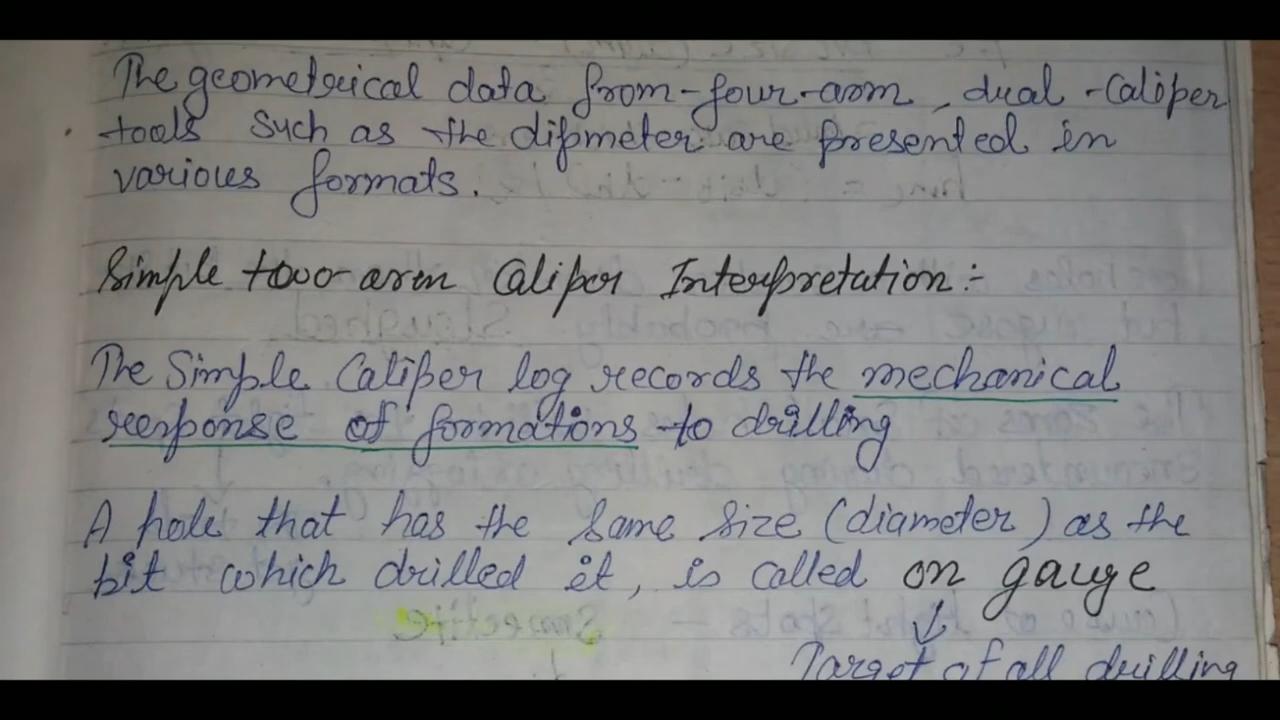 The geometrical data from-four-arm, dual-Caliper
tools such as the dipmeter are presented in
various formats.
Simple two arm Caliper Interpretation :-
The Simple Caliper log records the mechanical
response of formations to drilling
A hole that has the same size (diameter) as the
bit which drilled it, is called on gauge
↓
Target of all drilling